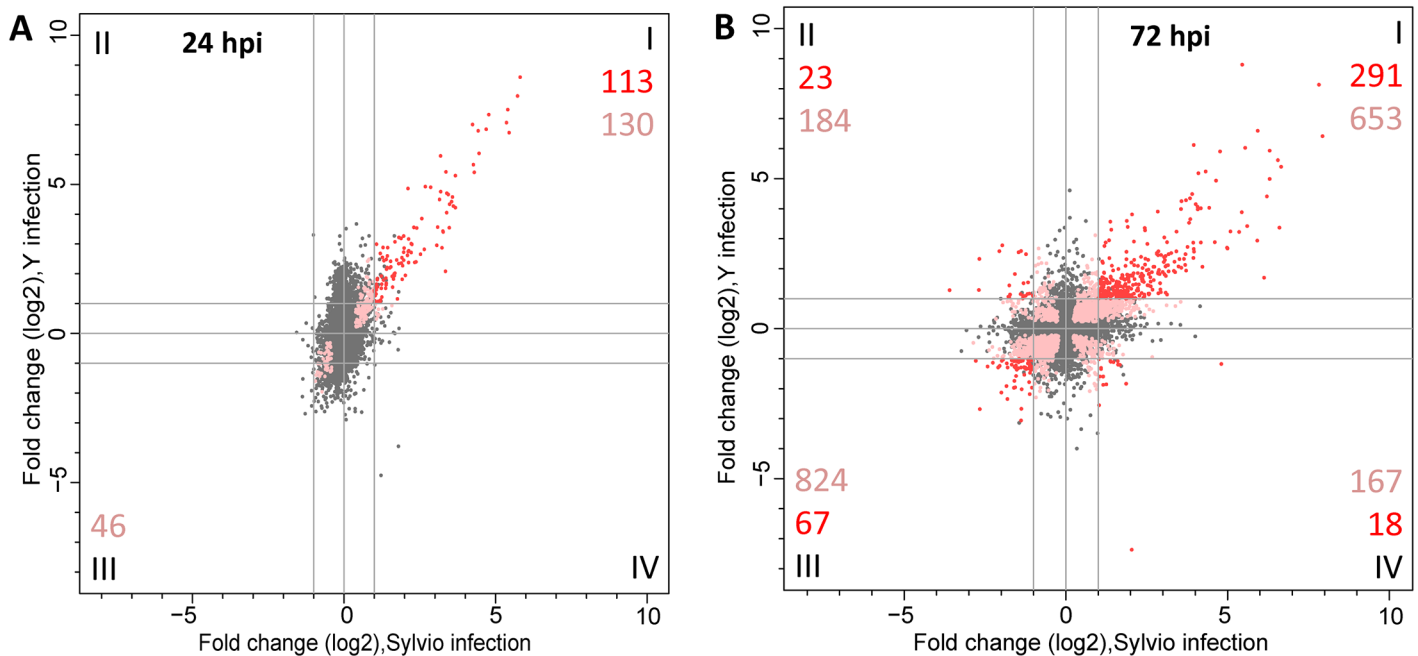 A
II
24 hpi
I
113
130
10
5
0
−5
46
III
IV
−5
0
5
10
Fold change (log2),Y infection
Fold change (log2),Sylvio infection
B
II
72 hpi
I
23
291
184
653
10
5
0
−5
824
167
67
18
III
IV
−5
0
5
10
Fold change (log2),Y infection
Fold change (log2),Sylvio infection